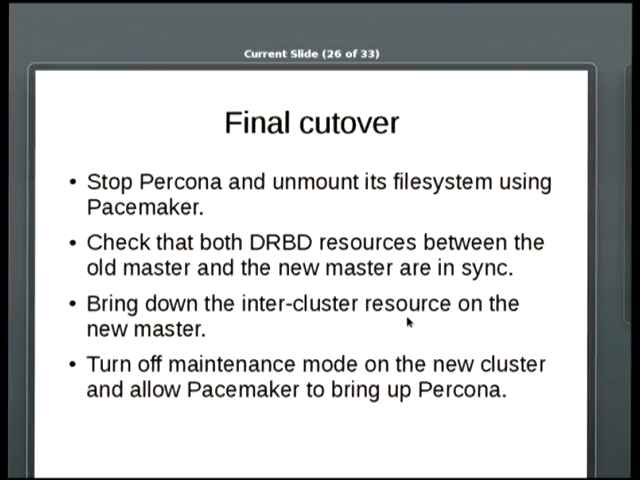 Current Slide (26 of 33)
Final cutover
• Stop Percona and unmount its filesystem using
Pacemaker.
• Check that both DRBD resources between the
old master and the new master are in sync.
• Bring down the inter-cluster resource on the
new master.
• Turn off maintenance mode on the new cluster
and allow Pacemaker to bring up Percona.